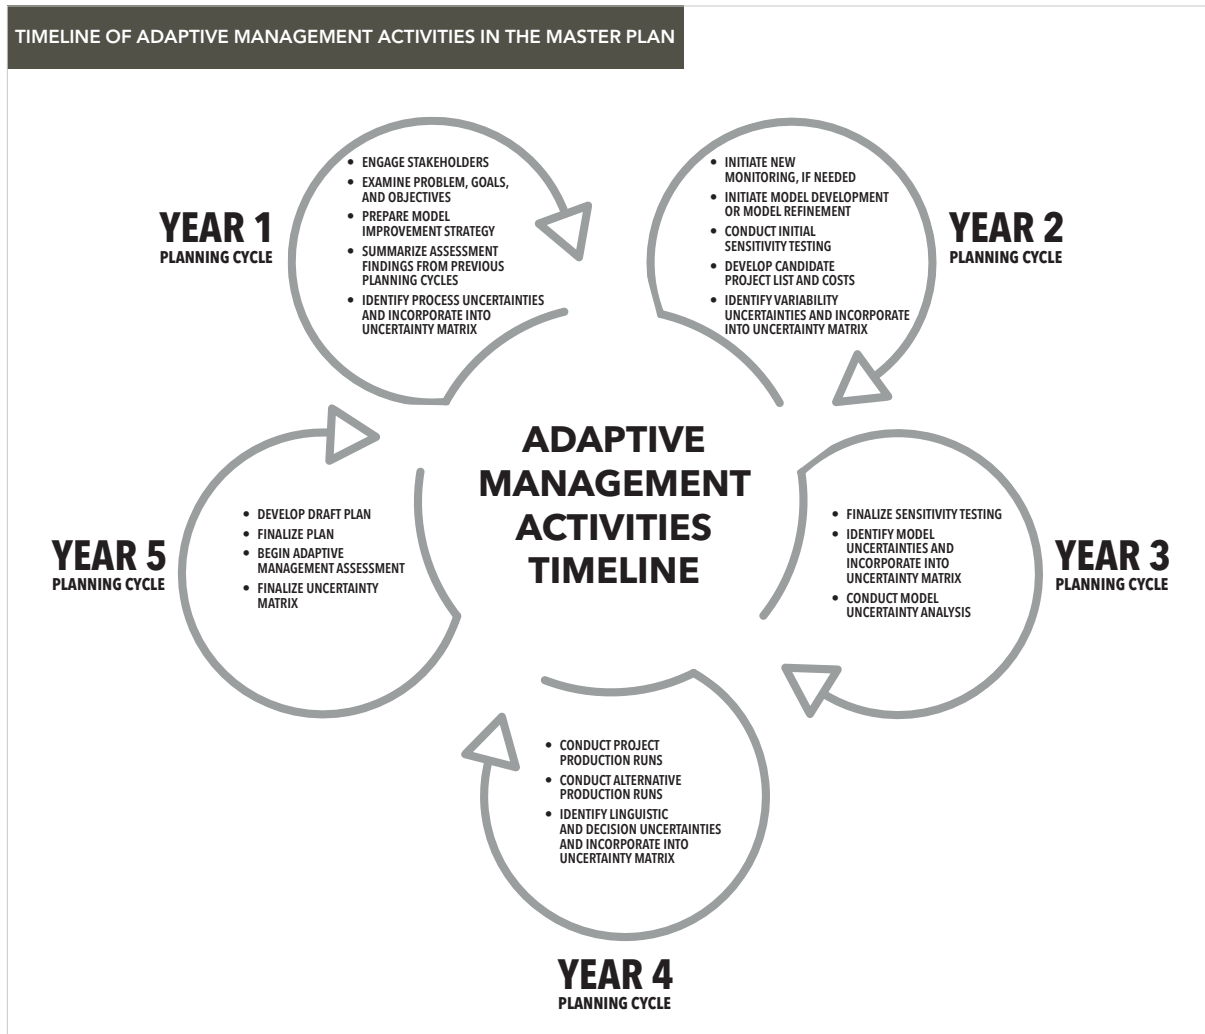 TIMELINE OF ADAPTIVE MANAGEMENT ACTIVITIES IN THE MASTER PLAN
YEAR 1
PLANNING CYCLE
• ENGAGE STAKEHOLDERS
• EXAMINE PROBLEM, GOALS,
AND OBJECTIVES
• PREPARE MODEL
IMPROVEMENT STRATEGY
• SUMMARIZE ASSESSMENT
FINDINGS FROM PREVIOUS
PLANNING CYCLES
• IDENTIFY PROCESS UNCERTAINTIES
AND INCORPORATE INTO
UNCERTAINTY MATRIX
• INITIATE NEW
MONITORING, IF NEEDED
• INITIATE MODEL DEVELOPMENT
OR MODEL REFINEMENT
• CONDUCT INITIAL
SENSITIVITY TESTING
• DEVELOP CANDIDATE
PROJECT LIST AND COSTS
• IDENTIFY VARIABILITY
UNCERTAINTIES AND INCORPORATE
INTO UNCERTAINTY MATRIX
YEAR 2
PLANNING CYCLE
ADAPTIVE
MANAGEMENT
ACTIVITIES
TIMELINE
• FINALIZE SENSITIVITY TESTING
• IDENTIFY MODEL
UNCERTAINTIES AND
INCORPORATE INTO
UNCERTAINTY MATRIX
• CONDUCT MODEL
UNCERTAINTY ANALYSIS
YEAR 3
PLANNING CYCLE
• CONDUCT PROJECT
PRODUCTION RUNS
• CONDUCT ALTERNATIVE
PRODUCTION RUNS
• IDENTIFY LINGUISTIC
AND DECISION UNCERTAINTIES
AND INCORPORATE INTO
UNCERTAINTY MATRIX
YEAR 4
PLANNING CYCLE
YEAR 5
PLANNING CYCLE
• DEVELOP DRAFT PLAN
• FINALIZE PLAN
• BEGIN ADAPTIVE
MANAGEMENT ASSESSMENT
• FINALIZE UNCERTAINTY
MATRIX